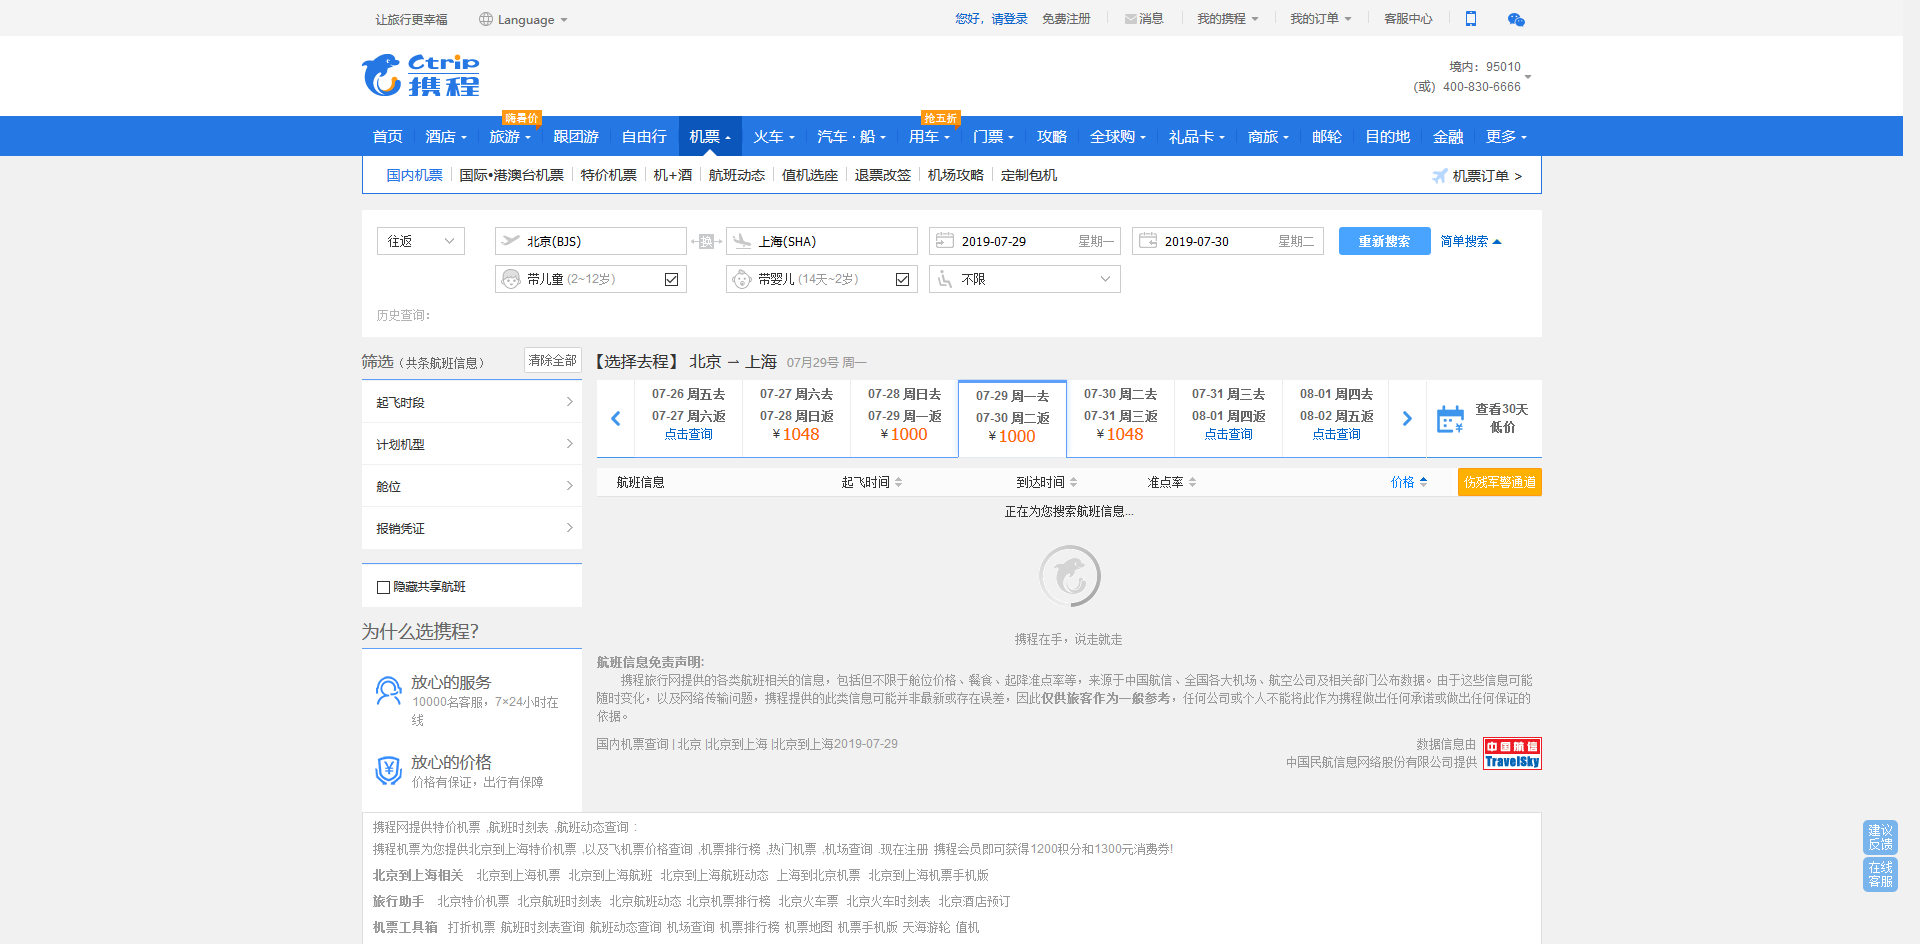 让旅行更幸福 Language 您好，请登录 免费注册 消息 我的携程 我的订单 客服中心
Ctrip 携程
境内：95010
(或) 400-830-6666
嗨暑价 抢五折
首页 酒店 旅游 跟团游 自由行 机票 火车 汽车·船 用车 门票 攻略 全球购 礼品卡 商旅 邮轮 目的地 金融 更多
国内机票 国际•港澳台机票 特价机票 机+酒 航班动态 值机选座 退票改签 机场攻略 定制包机 机票订单 >
往返 北京(BJS) 换 上海(SHA) 2019-07-29 星期一 2019-07-30 星期二 重新搜索 简单搜索
带儿童 (2~12岁) 带婴儿 (14天~2岁) 不限
历史查询：
筛选（共条航班信息） 清除全部 【选择去程】 北京 → 上海 07月29号 周一
07-26 周五去 07-27 周六去 07-28 周日去 07-29 周一去 07-30 周二去 07-31 周三去 08-01 周四去
07-27 周六返 07-28 周日返 07-29 周一返 07-30 周二返 07-31 周三返 08-01 周四返 08-02 周五返
点击查询 ¥1048 ¥1000 ¥1000 ¥1048 点击查询 点击查询
查看30天
低价
起飞时段
计划机型
舱位
报销凭证
隐藏共享航班
航班信息 起飞时间 到达时间 准点率 价格 伤残军警通道
正在为您搜索航班信息...
携程在手，说走就走
为什么选携程?
放心的服务
10000名客服，7×24小时在
线
放心的价格
价格有保证，出行有保障
航班信息免责声明:
携程旅行网提供的各类航班相关的信息，包括但不限于舱位价格、餐食、起降准点率等，来源于中国航信、全国各大机场、航空公司及相关部门公布数据。由于这些信息可能
随时变化，以及网络传输问题，携程提供的此类信息可能并非最新或存在误差，因此仅供旅客作为一般参考，任何公司或个人不能将此作为携程做出任何承诺或做出任何保证的
依据。
国内机票查询 | 北京 |北京到上海 |北京到上海2019-07-29
数据信息由
中国民航信息网络股份有限公司提供
中国航信
TravelSky
携程网提供特价机票 ,航班时刻表 ,航班动态查询：
携程机票为您提供北京到上海特价机票 ,以及飞机票价格查询 ,机票排行榜 ,热门机票 ,机场查询 .现在注册 携程会员即可获得1200积分和1300元消费券!
北京到上海相关 北京到上海机票 北京到上海航班 北京到上海航班动态 上海到北京机票 北京到上海机票手机版
旅行助手 北京特价机票 北京航班时刻表 北京航班动态 北京机票排行榜 北京火车票 北京火车时刻表 北京酒店预订
机票工具箱 打折机票 航班时刻表查询 航班动态查询 机场查询 机票排行榜 机票地图 机票手机版 天海游轮 值机
建议
反馈
在线
客服